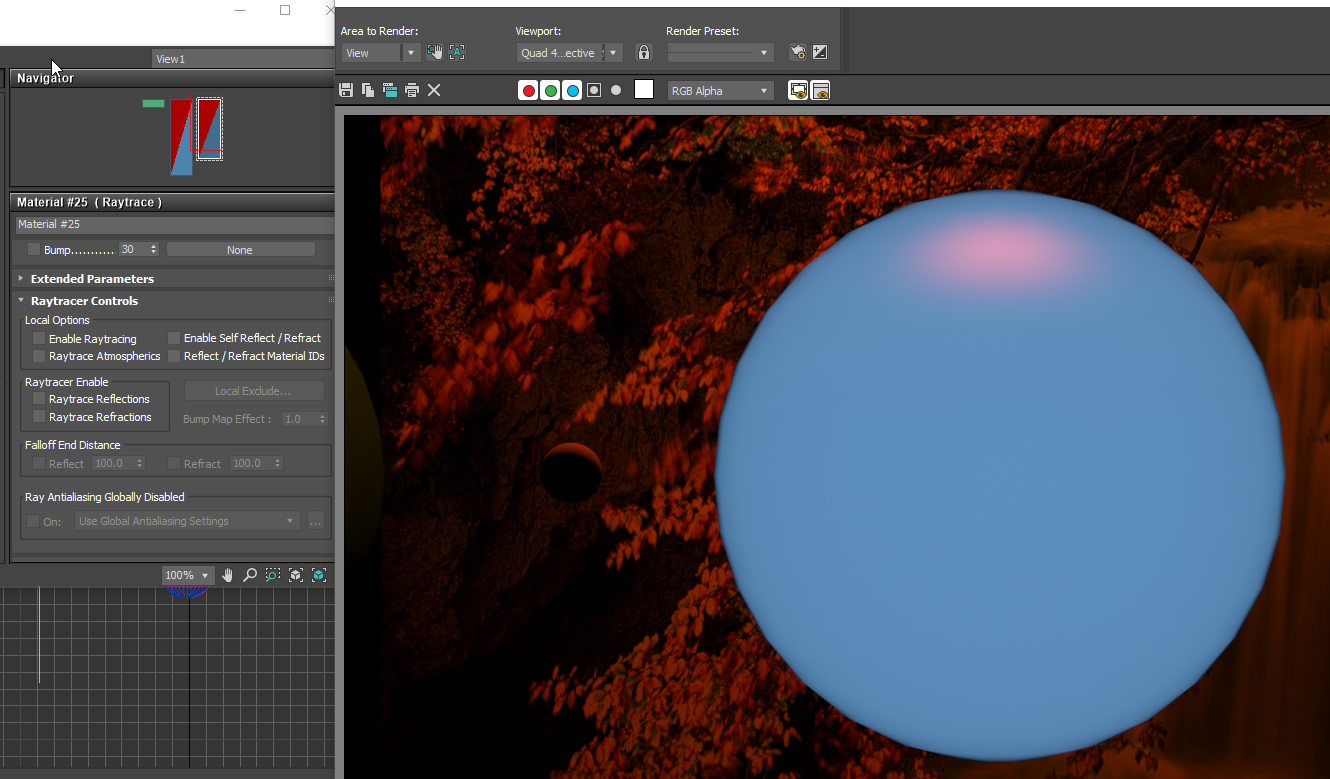 Area to Render:
Viewport:
Render Preset:
View
Quad 4...ective
View1
Navigator
RGB Alpha
Material #25 ( Raytrace )
Material #25
Bump........... 30 None
Extended Parameters
Raytracer Controls
Local Options
Enable Raytracing Enable Self Reflect / Refract
Raytrace Atmospherics Reflect / Refract Material IDs
Raytracer Enable
Local Exclude...
Raytrace Reflections
Raytrace Refractions
Bump Map Effect : 1.0
Falloff End Distance
Reflect 100.0 Refract 100.0
Ray Antialiasing Globally Disabled
On: Use Global Antialiasing Settings ...
100%